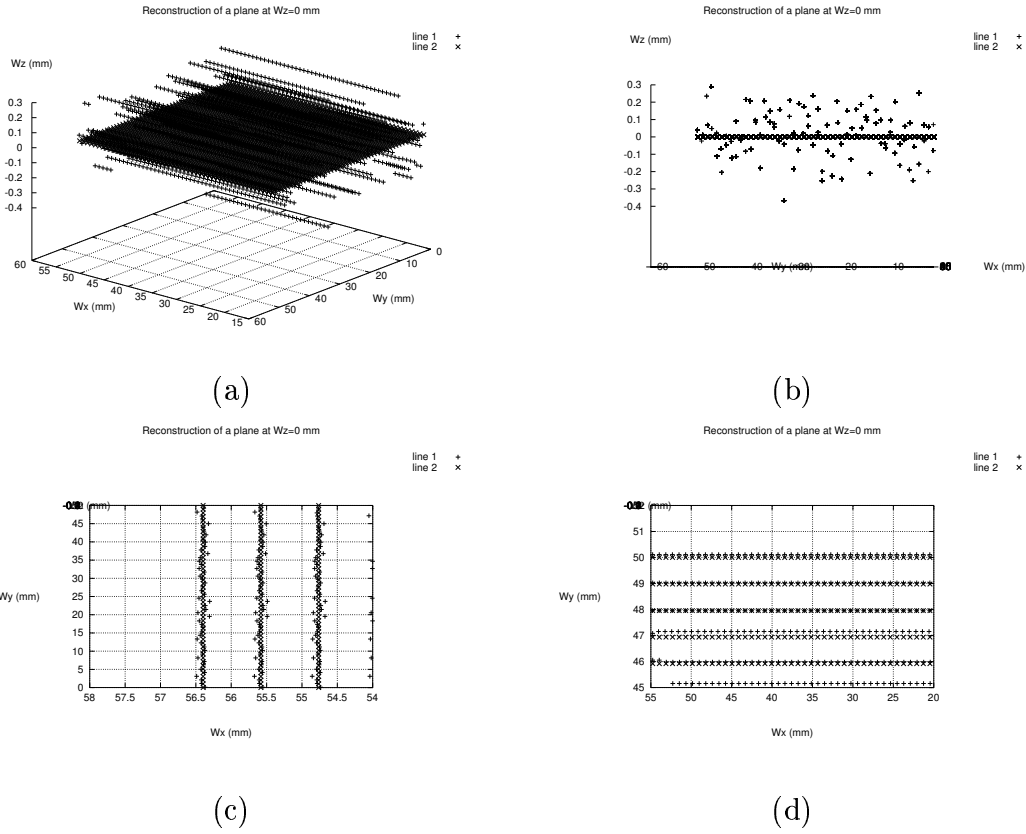 Reconstruction of a plane at Wz=0 mm
line 1
line 2
Wz (mm)
0.3
0.2
0.1
0
-0.1
-0.2
-0.3
-0.4
60
55
50
45
40
35
30
25
20
15
Wx (mm)
60
50
40
30
20
10
0
Wy (mm)
(a)
Reconstruction of a plane at Wz=0 mm
line 1
line 2
Wz (mm)
0.3
0.2
0.1
0
-0.1
-0.2
-0.3
-0.4
60 50 20 10
Wx (mm)
(b)
Reconstruction of a plane at Wz=0 mm
line 1
line 2
(mm)
45
40
35
30
25
20
15
10
5
0
Wy (mm)
58 57.5 57 56.5 56 55.5 55 54.5 54
Wx (mm)
(c)
Reconstruction of a plane at Wz=0 mm
line 1
line 2
51
50
49
48
47
46
45
Wy (mm)
55 50 45 40 35 30 25 20
Wx (mm)
(d)